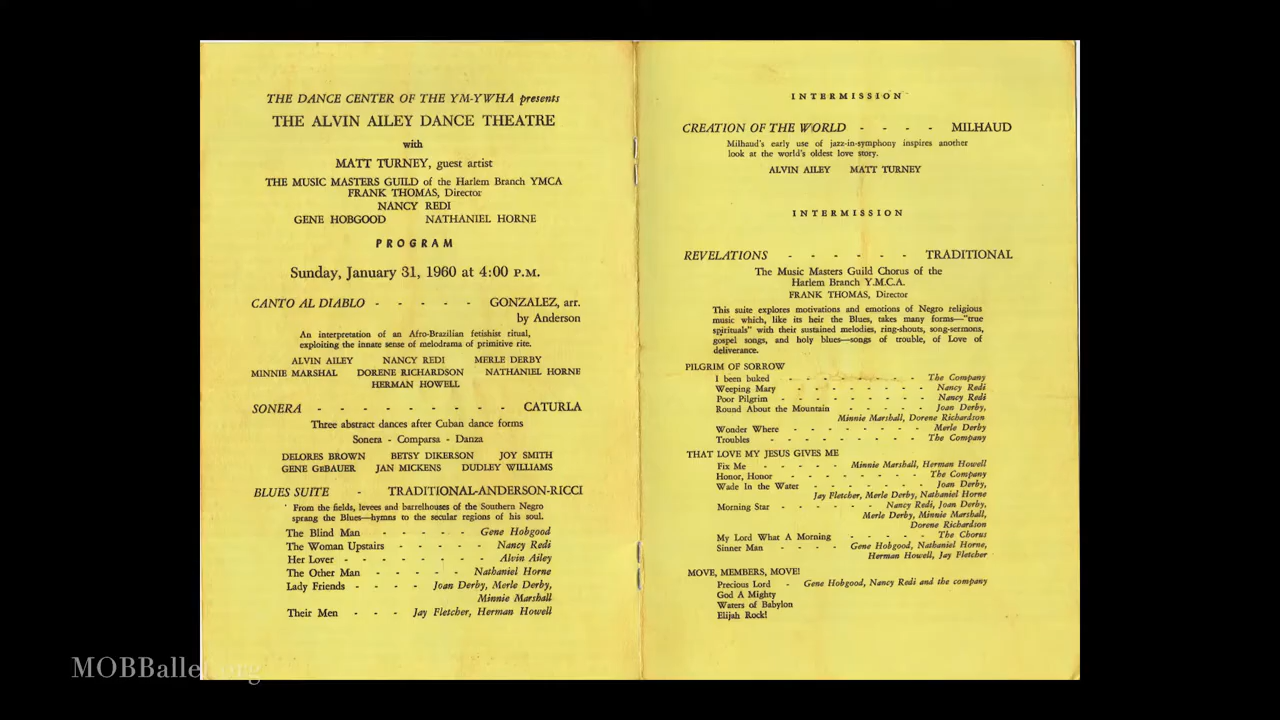 THE DANCE CENTER OF THE YM-YWHA presents
THE ALVIN AILEY DANCE THEATRE
with
MATT TURNEY, guest artist
THE MUSIC MASTERS GUILD of the Harlem Branch YMCA
FRANK THOMAS, Director
NANCY REDI
GENE HOBGOOD NATHANIEL HORNE
PROGRAM
Sunday, January 31, 1960 at 4:00 P.M.
CANTO AL DIABLO - - - - - GONZALEZ, arr.
by Anderson
An interpretation of an Afro-Brazilian fetishist ritual,
exploiting the innate sense of melodrama of primitive rite.
ALVIN AILEY NANCY REDI MERLE DERBY
MINNIE MARSHAL DORENE RICHARDSON NATHANIEL HORNE
HERMAN HOWELL
SONERA - - - - - - - - - CATURLA
Three abstract dances after Cuban dance forms
Sonera - Comparsa - Danza
DELORES BROWN BETSY DIKERSON JOY SMITH
GENE GeBAUER JAN MICKENS DUDLEY WILLIAMS
BLUES SUITE - TRADITIONAL-ANDERSON-RICCI
From the fields, levees and barrelhouses of the Southern Negro
sprang the Blues—hymns to the secular regions of his soul.
The Blind Man - - - - - Gene Hobgood
The Woman Upstairs - - - - - Nancy Redi
Her Lover - - - - - - - Alvin Ailey
The Other Man - - - - - Nathaniel Horne
Lady Friends - - - - Joan Derby, Merle Derby,
Minnie Marshall
Their Men - - - Jay Fletcher, Herman Howell
INTERMISSION
CREATION OF THE WORLD - - - - MILHAUD
Milhaud's early use of jazz-in-symphony inspires another
look at the world's oldest love story.
ALVIN AILEY MATT TURNEY
INTERMISSION
REVELATIONS - - - - - - TRADITIONAL
The Music Masters Guild Chorus of the
Harlem Branch Y.M.C.A.
FRANK THOMAS, Director
This suite explores motivations and emotions of Negro religious
music which, like its heir the Blues, takes many forms—"true
spirituals" with their sustained melodies, ring-shouts, song-sermons,
gospel songs, and holy blues—songs of trouble, of Love of
deliverance.
PILGRIM OF SORROW
I been buked - - - - - - - - The Company
Weeping Mary - - - - - - - - Nancy Redi
Poor Pilgrim - - - - - - - - Nancy Redi
Round About the Mountain - - - - - Joan Derby,
Minnie Marshall, Dorene Richardson
Wonder Where - - - - - - - Merle Derby
Troubles - - - - - - - - - The Company
THAT LOVE MY JESUS GIVES ME
Fix Me - - - - - Minnie Marshall, Herman Howell
Honor, Honor - - - - - - - - The Company
Wade In the Water - - - - - - - Joan Derby,
Jay Fletcher, Merle Derby, Nathaniel Horne
Morning Star - - - - - - Nancy Redi, Joan Derby,
Merle Derby, Minnie Marshall,
Dorene Richardson
My Lord What A Morning - - - - - The Chorus
Sinner Man - - - - Gene Hobgood, Nathaniel Horne,
Herman Howell, Jay Fletcher
MOVE, MEMBERS, MOVE!
Precious Lord - Gene Hobgood, Nancy Redi and the company
God A Mighty
Waters of Babylon
Elijah Rock!
MOBBallet.org